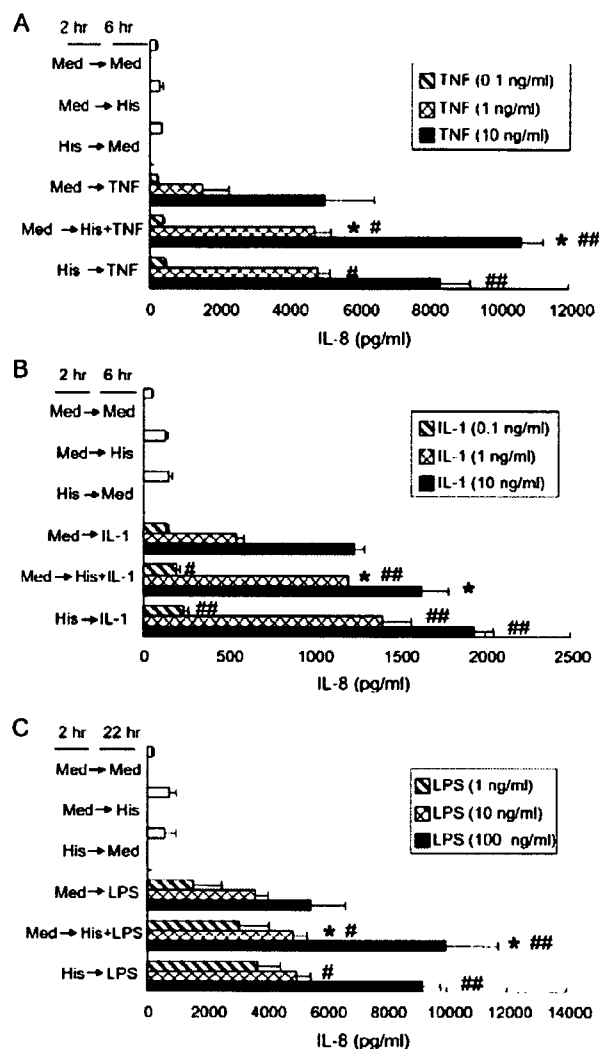 A
2 hr 6 hr
Med → Med
Med → His
His → Med
Med → TNF
Med → His+TNF
His → TNF
TNF (0 1 ng/ml)
TNF (1 ng/ml)
TNF (10 ng/ml)
* #
* ##
#
##
0 2000 4000 6000 8000 10000 12000
IL-8 (pg/ml)
B
2 hr 6 hr
Med → Med
Med → His
His → Med
Med → IL-1
Med → His+IL-1
His → IL-1
IL-1 (0.1 ng/ml)
IL-1 (1 ng/ml)
IL-1 (10 ng/ml)
#
* ##
*
##
##
##
0 500 1000 1500 2000 2500
IL-8 (pg/ml)
C
2 hr 22 hr
Med → Med
Med → His
His → Med
Med → LPS
Med → His+LPS
His → LPS
LPS (1 ng/ml)
LPS (10 ng/ml)
LPS (100 ng/ml)
* #
* ##
#
##
0 2000 4000 6000 8000 10000 12000 14000
IL-8 (pg/ml)